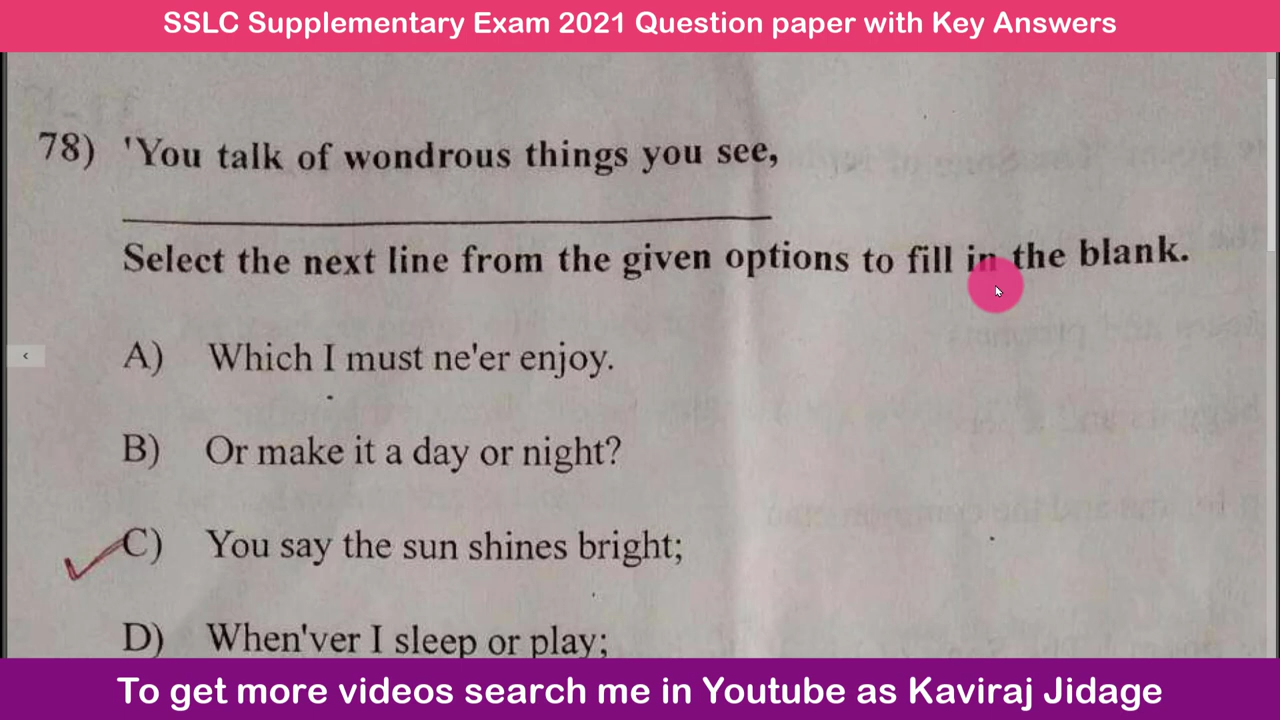 SSLC Supplementary Exam 2021 Question paper with Key Answers
78) 'You talk of wondrous things you see,
Select the next line from the given options to fill in the blank.
A) Which I must ne'er enjoy.
B) Or make it a day or night?
C) You say the sun shines bright;
D) When'ver I sleep or play;
To get more videos search me in Youtube as Kaviraj Jidage